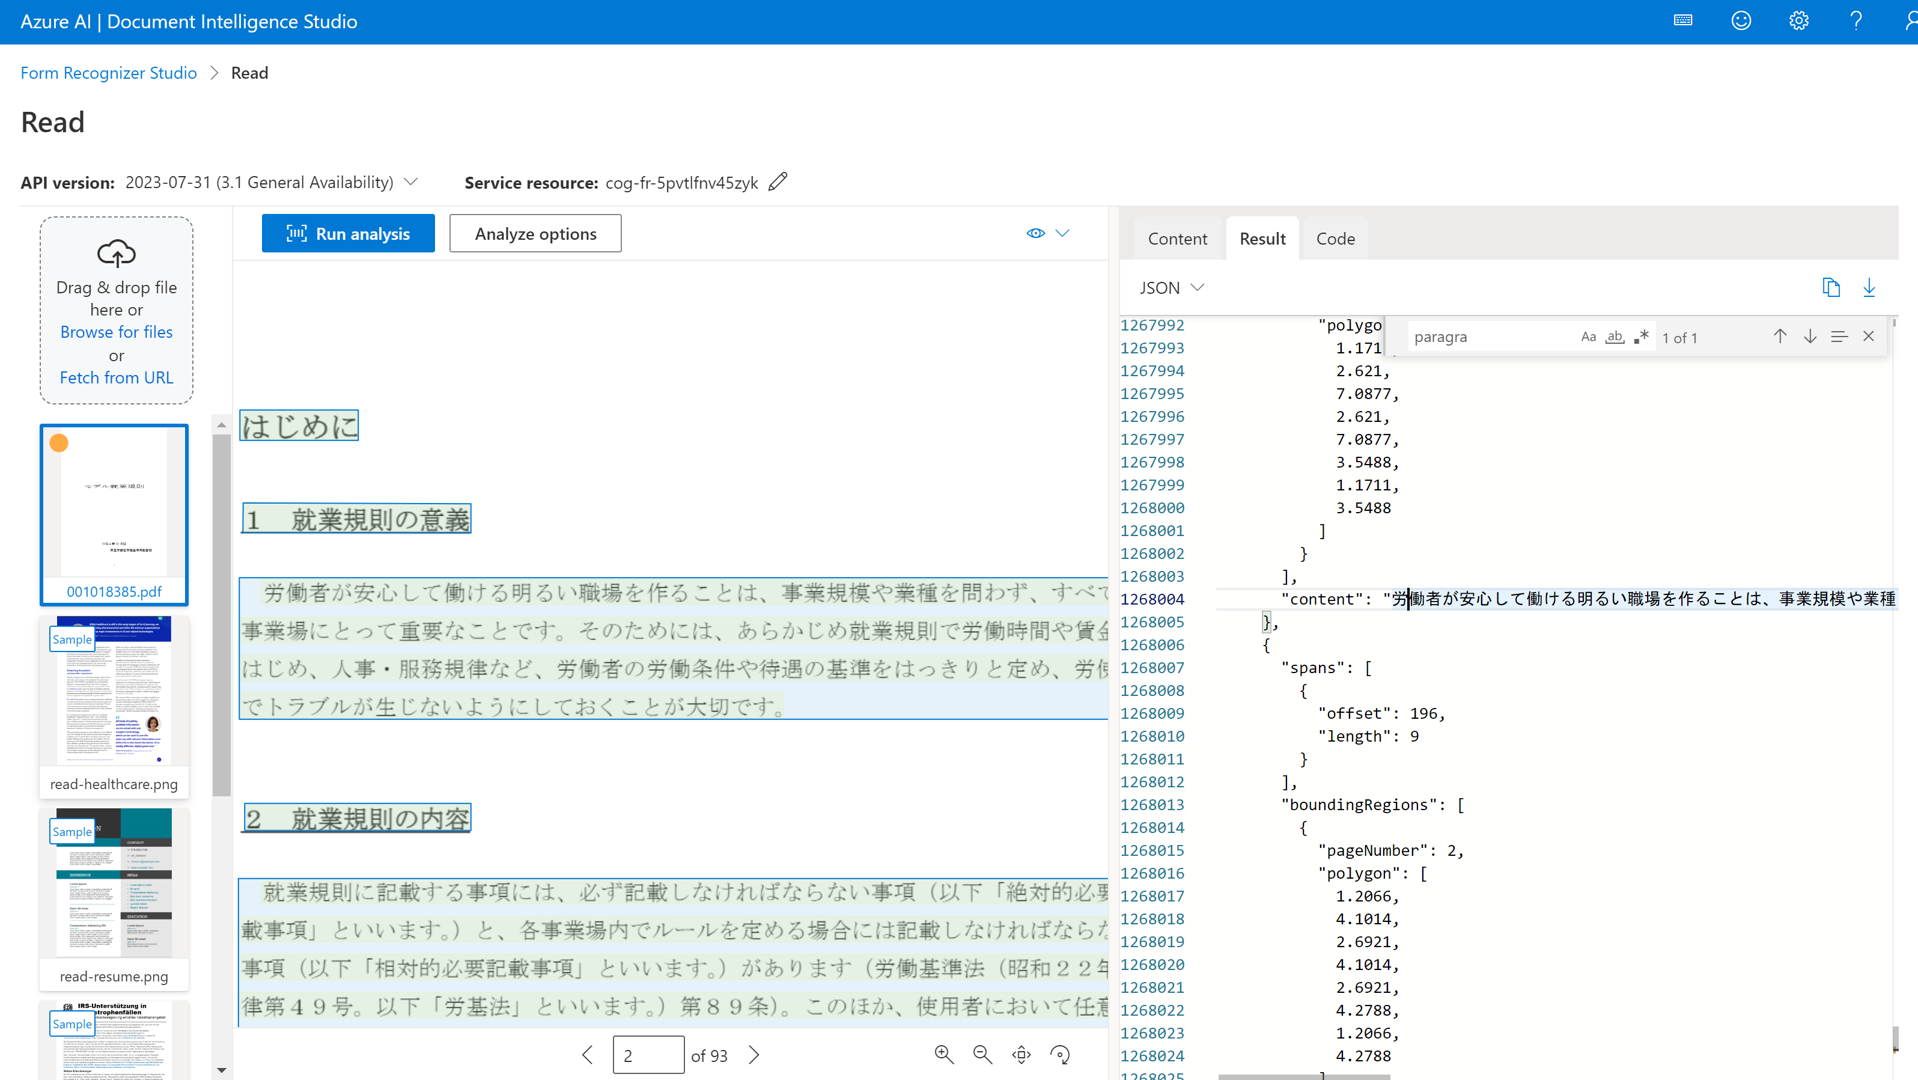 Azure AI | Document Intelligence Studio
Form Recognizer Studio > Read
Read
API version: 2023-07-31 (3.1 General Availability)
Service resource: cog-fr-5pvtlfnv45zyk
Drag & drop file
here or
Browse for files
or
Fetch from URL
モデル就業規則
001018385.pdf
Sample
read-healthcare.png
Sample
read-resume.png
IRS-Unterstützung in
Sample
Run analysis
Analyze options
はじめに
1 就業規則の意義
労働者が安心して働ける明るい職場を作ることは、事業規模や業種を問わず、すべて
事業場にとって重要なことです。そのためには、あらかじめ就業規則で労働時間や賃金
はじめ、人事・服務規律など、労働者の労働条件や待遇の基準をはっきりと定め、労使
でトラブルが生じないようにしておくことが大切です。
2 就業規則の内容
就業規則に記載する事項には、必ず記載しなければならない事項(以下「絶対的必要
載事項」といいます。)と、各事業場内でルールを定める場合には記載しなければならな
事項(以下「相対的必要記載事項」といいます。)があります(労働基準法(昭和22年
律第49号。以下「労基法」といいます。)第89条)。このほか、使用者において任意
2 of 93
Content
Result
Code
JSON
paragra
Aa ab .* 1 of 1
1267992 "polygo
1267993 1.171
1267994 2.621,
1267995 7.0877,
1267996 2.621,
1267997 7.0877,
1267998 3.5488,
1267999 1.1711,
1268000 3.5488
1268001 ]
1268002 }
1268003 ],
1268004 "content": "労働者が安心して働ける明るい職場を作ることは、事業規模や業種
1268005 },
1268006 {
1268007 "spans": [
1268008 {
1268009 "offset": 196,
1268010 "length": 9
1268011 }
1268012 ],
1268013 "boundingRegions": [
1268014 {
1268015 "pageNumber": 2,
1268016 "polygon": [
1268017 1.2066,
1268018 4.1014,
1268019 2.6921,
1268020 4.1014,
1268021 2.6921,
1268022 4.2788,
1268023 1.2066,
1268024 4.2788
1268025 ]